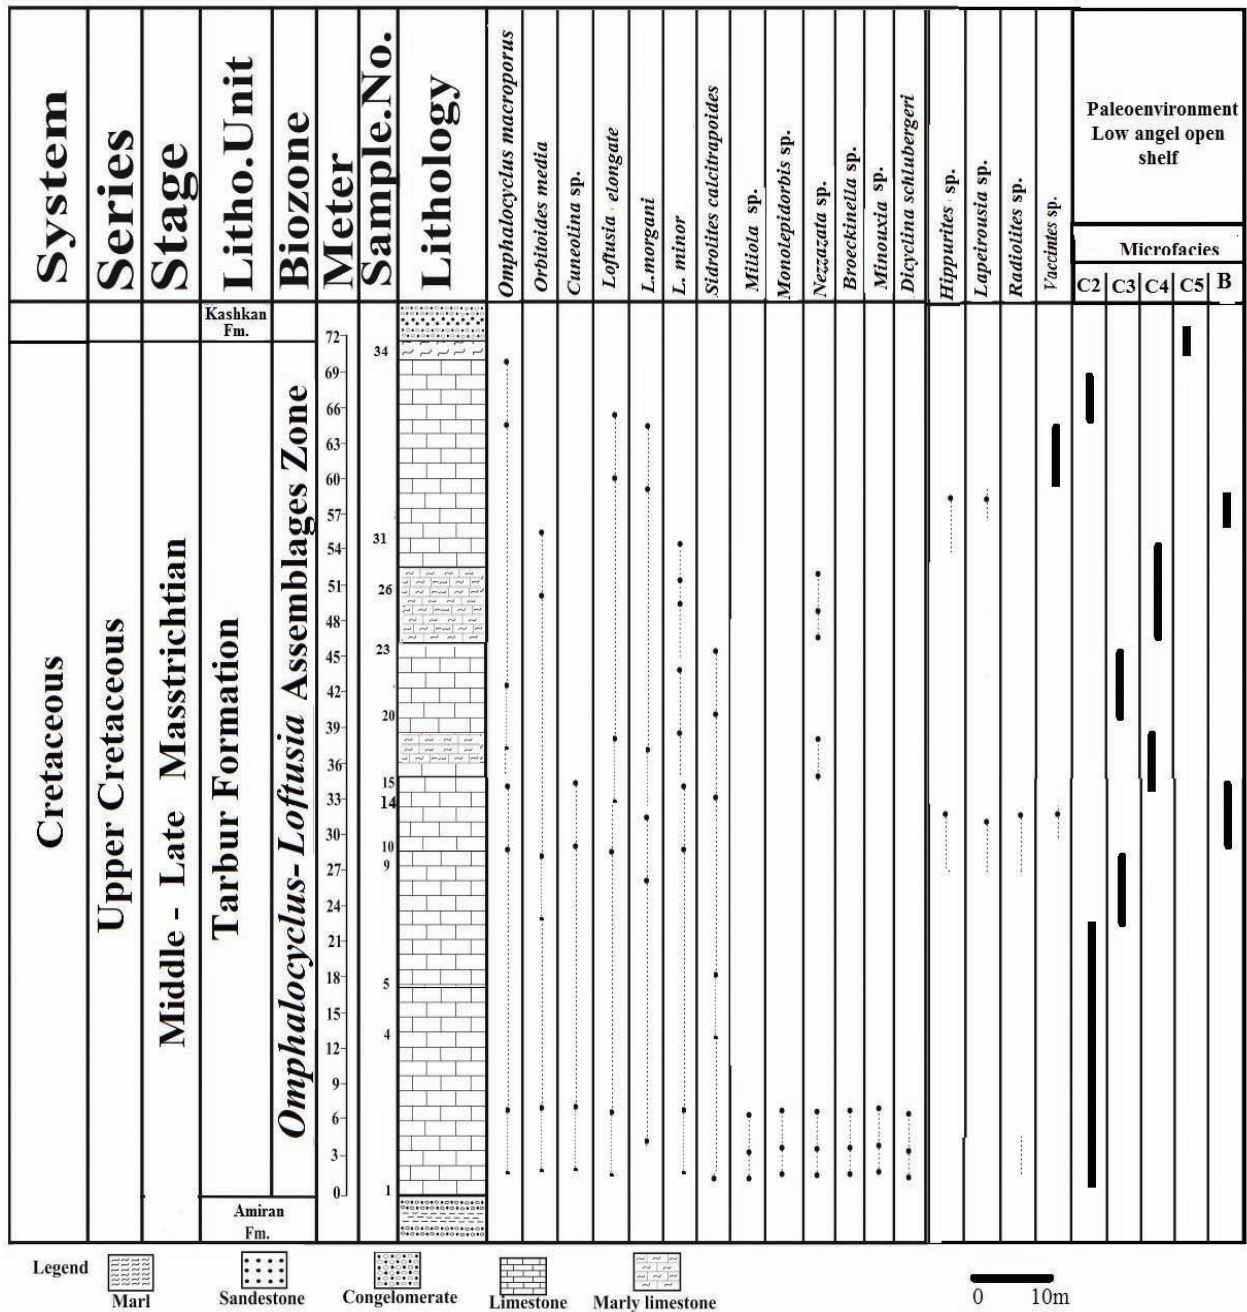 System
Series
Stage
Litho.Unit
Biozone
Meter
Sample.No.
Lithology
Omphalocyclus macroporus
Orbitoides media
Cuneolina sp.
Loftusia elongate
L.morgani
L. minor
Sidrolites calcitrapoides
Miliola sp.
Monolepidorbis sp.
Nezzazata sp.
Broeckinella sp.
Minouxia sp.
Dicyclina schlubergeri
Hippurites sp.
Lapeirousia sp.
Radiolites sp.
Vaccinites sp.
Paleoenvironment
Low angel open
shelf
Microfacies
C2 C3 C4 C5 B
Kashkan
Fm.
Cretaceous
Upper Cretaceous
Middle - Late Masstrichtian
Tarbur Formation
Omphalocyclus- Loftusia Assemblages Zone
72
69
66
63
60
57
54
51
48
45
42
39
36
33
30
27
24
21
18
15
12
9
6
3
0
34
31
26
23
20
15
14
10
9
5
4
1
Amiran
Fm.
Legend
Marl
Sandestone
Congelomerate
Limestone
Marly limestone
0 10m